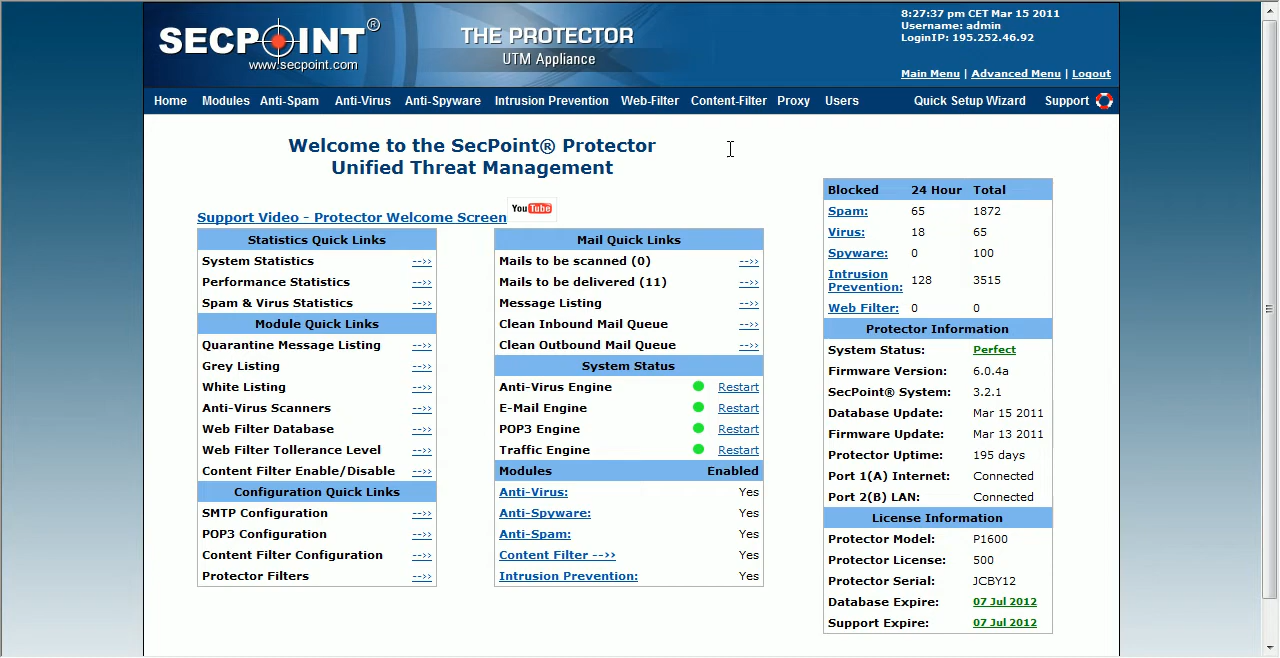 SECPOINT®
www.secpoint.com
THE PROTECTOR
UTM Appliance
8:27:37 pm CET Mar 15 2011
Username: admin
LoginIP: 195.252.46.92
Main Menu | Advanced Menu | Logout
Home Modules Anti-Spam Anti-Virus Anti-Spyware Intrusion Prevention Web-Filter Content-Filter Proxy Users Quick Setup Wizard Support
Welcome to the SecPoint® Protector
Unified Threat Management
Support Video - Protector Welcome Screen YouTube
Statistics Quick Links
System Statistics -->>
Performance Statistics -->>
Spam & Virus Statistics -->>
Module Quick Links
Quarantine Message Listing -->>
Grey Listing -->>
White Listing -->>
Anti-Virus Scanners -->>
Web Filter Database -->>
Web Filter Tollerance Level -->>
Content Filter Enable/Disable -->>
Configuration Quick Links
SMTP Configuration -->>
POP3 Configuration -->>
Content Filter Configuration -->>
Protector Filters -->>
Mail Quick Links
Mails to be scanned (0) -->>
Mails to be delivered (11) -->>
Message Listing -->>
Clean Inbound Mail Queue -->>
Clean Outbound Mail Queue -->>
System Status
Anti-Virus Engine Restart
E-Mail Engine Restart
POP3 Engine Restart
Traffic Engine Restart
Modules Enabled
Anti-Virus: Yes
Anti-Spyware: Yes
Anti-Spam: Yes
Content Filter -->> Yes
Intrusion Prevention: Yes
Blocked 24 Hour Total
Spam: 65 1872
Virus: 18 65
Spyware: 0 100
Intrusion
Prevention: 128 3515
Web Filter: 0 0
Protector Information
System Status: Perfect
Firmware Version: 6.0.4a
SecPoint® System: 3.2.1
Database Update: Mar 15 2011
Firmware Update: Mar 13 2011
Protector Uptime: 195 days
Port 1(A) Internet: Connected
Port 2(B) LAN: Connected
License Information
Protector Model: P1600
Protector License: 500
Protector Serial: JCBY12
Database Expire: 07 Jul 2012
Support Expire: 07 Jul 2012